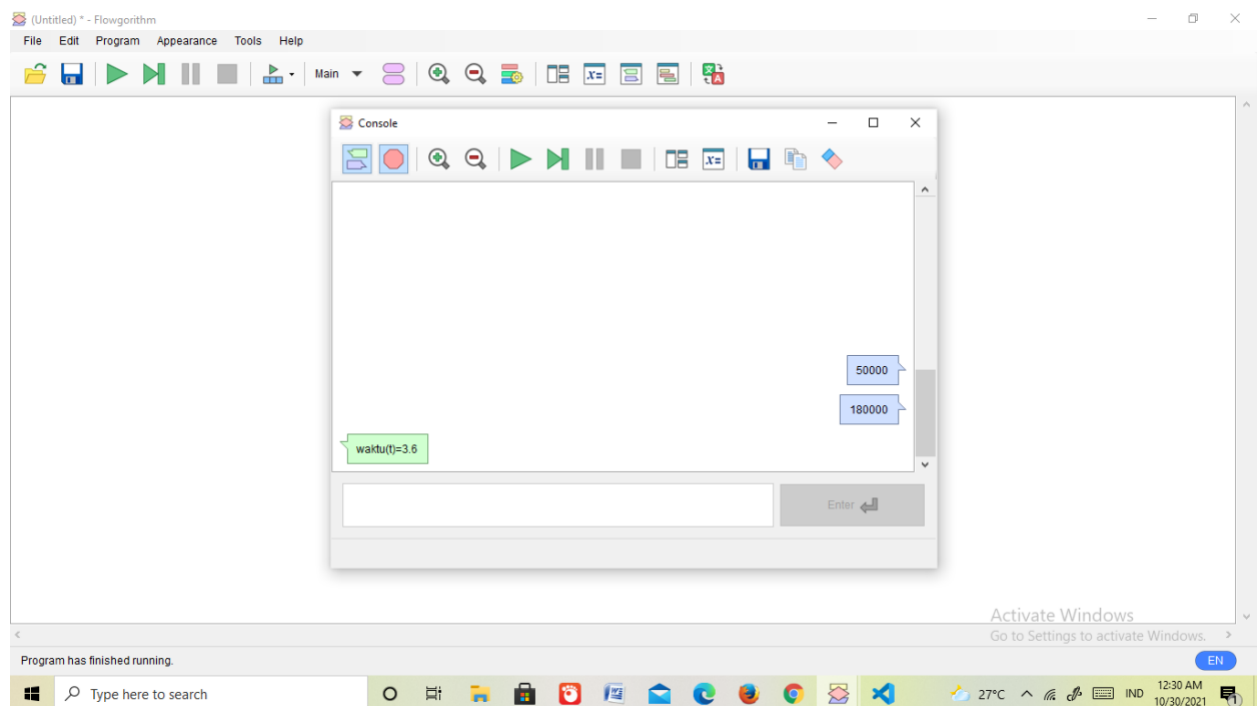 (Untitled) * - Flowgorithm
File Edit Program Appearance Tools Help
Main
x=
Console
x=
50000
180000
waktu(t)=3.6
Enter
Activate Windows
Go to Settings to activate Windows.
Program has finished running.
EN
Type here to search
27°C
IND
12:30 AM
10/30/2021
1